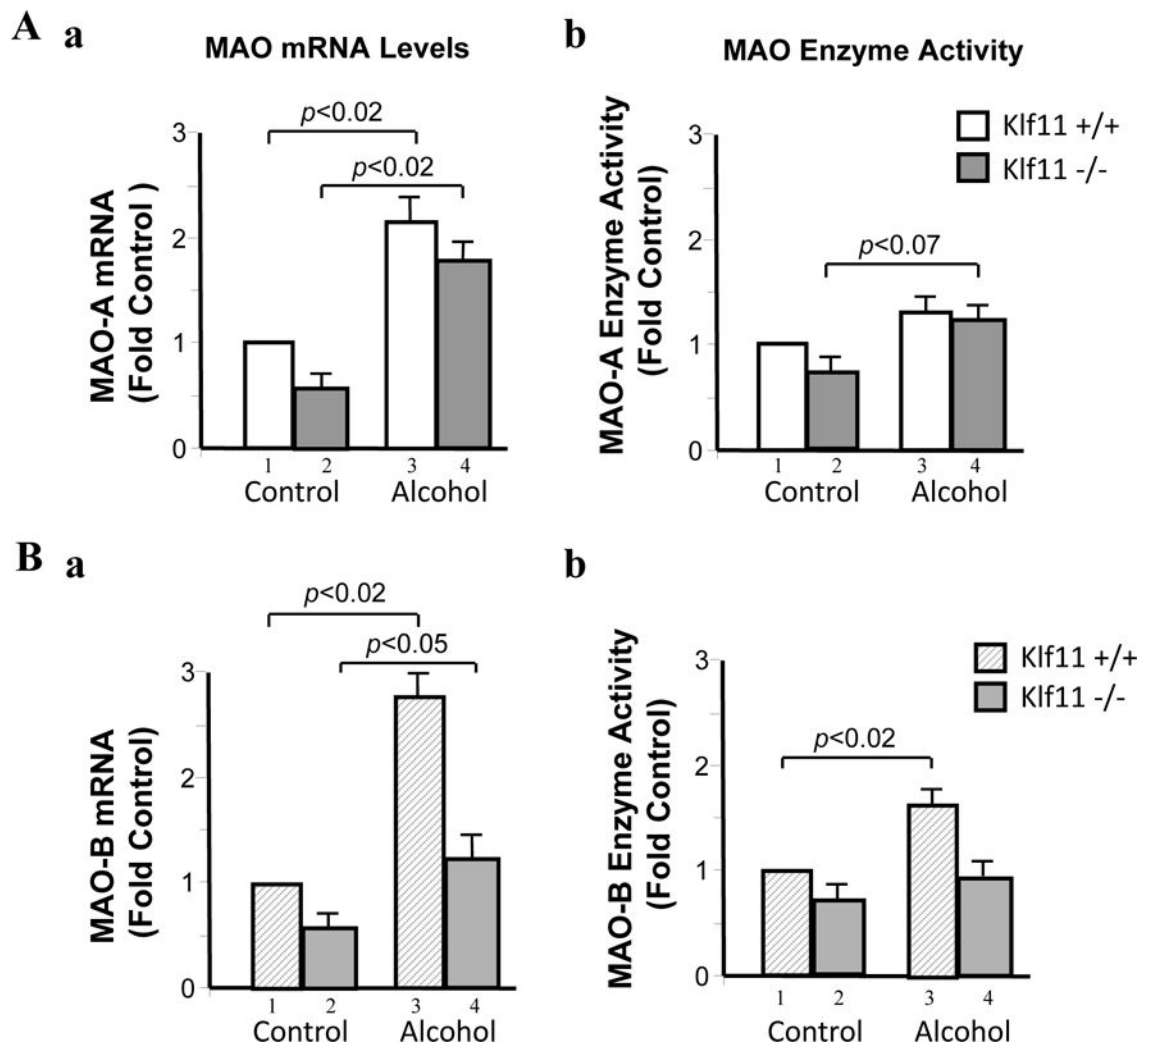 A a b
MAO mRNA Levels
MAO Enzyme Activity
p<0.02
p<0.02
MAO-A mRNA
(Fold Control )
3
2
1
0
1 2 3 4
Control Alcohol
Klf11 +/+
Klf11 -/-
p<0.07
MAO-A Enzyme Activity
(Fold Control)
3
2
1
0
1 2 3 4
Control Alcohol
B a b
p<0.02
p<0.05
MAO-B mRNA
(Fold Control)
3
2
1
0
1 2 3 4
Control Alcohol
Klf11 +/+
Klf11 -/-
p<0.02
MAO-B Enzyme Activity
(Fold Control)
3
2
1
0
1 2 3 4
Control Alcohol